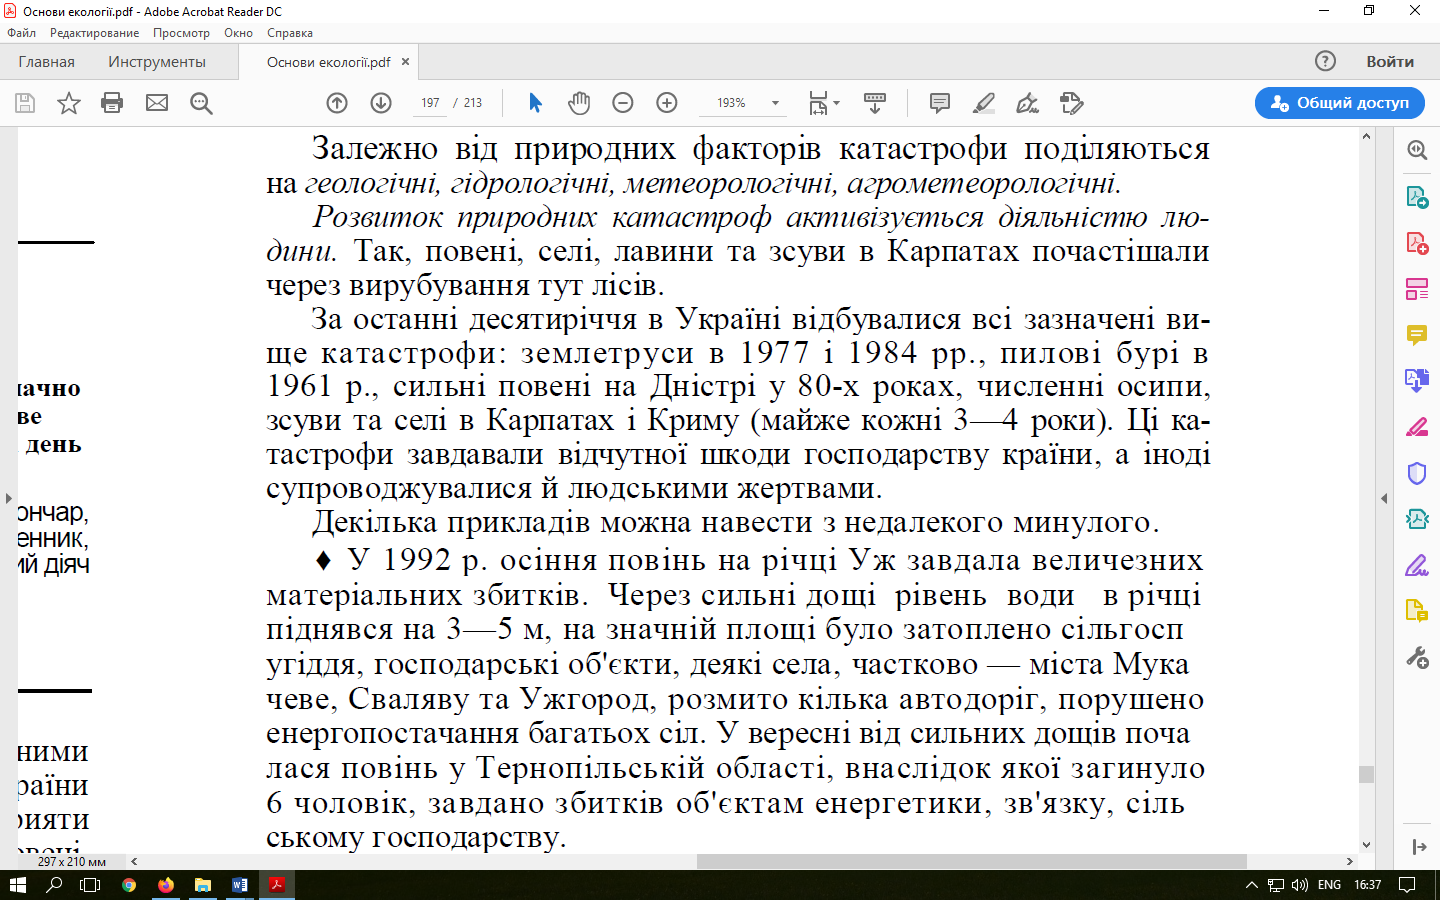 Основи екології.pdf - Adobe Acrobat Reader DC
Файл Редактирование Просмотр Окно Справка
Главная Инструменты Основи екології.pdf × Войти
197 / 213 193% Общий доступ
Залежно від природних факторів катастрофи поділяються
на геологічні, гідрологічні, метеорологічні, агрометеорологічні.
Розвиток природних катастроф активізується діяльністю лю-
дини. Так, повені, селі, лавини та зсуви в Карпатах почастішали
через вирубування тут лісів.
За останні десятиріччя в Україні відбувалися всі зазначені ви-
ще катастрофи: землетруси в 1977 і 1984 рр., пилові бурі в
1961 р., сильні повені на Дністрі у 80-х роках, численні осипи,
зсуви та селі в Карпатах і Криму (майже кожні 3—4 роки). Ці ка-
тастрофи завдавали відчутної шкоди господарству країни, а іноді
супроводжувалися й людськими жертвами.
Декілька прикладів можна навести з недалекого минулого.
♦ У 1992 р. осіння повінь на річці Уж завдала величезних
матеріальних збитків. Через сильні дощі рівень води в річці
піднявся на 3—5 м, на значній площі було затоплено сільгосп
угіддя, господарські об'єкти, деякі села, частково — міста Мука
чеве, Сваляву та Ужгород, розмито кілька автодоріг, порушено
енергопостачання багатьох сіл. У вересні від сильних дощів поча
лася повінь у Тернопільській області, внаслідок якої загинуло
6 чоловік, завдано збитків об'єктам енергетики, зв'язку, сіль
ському господарству.
ве
день
ончар,
енник,
ий діяч
ними
раїни
рияти
297 x 210 мм
ENG 16:37